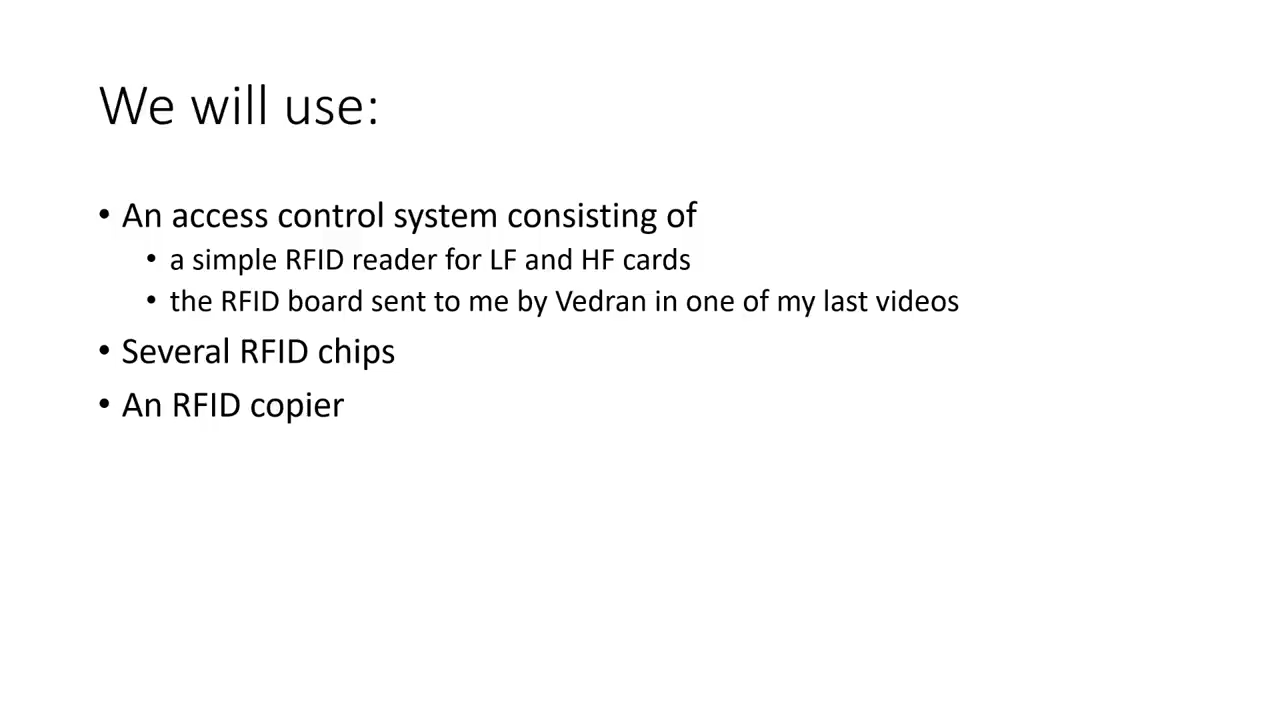 We will use:
• An access control system consisting of
• a simple RFID reader for LF and HF cards
• the RFID board sent to me by Vedran in one of my last videos
• Several RFID chips
• An RFID copier